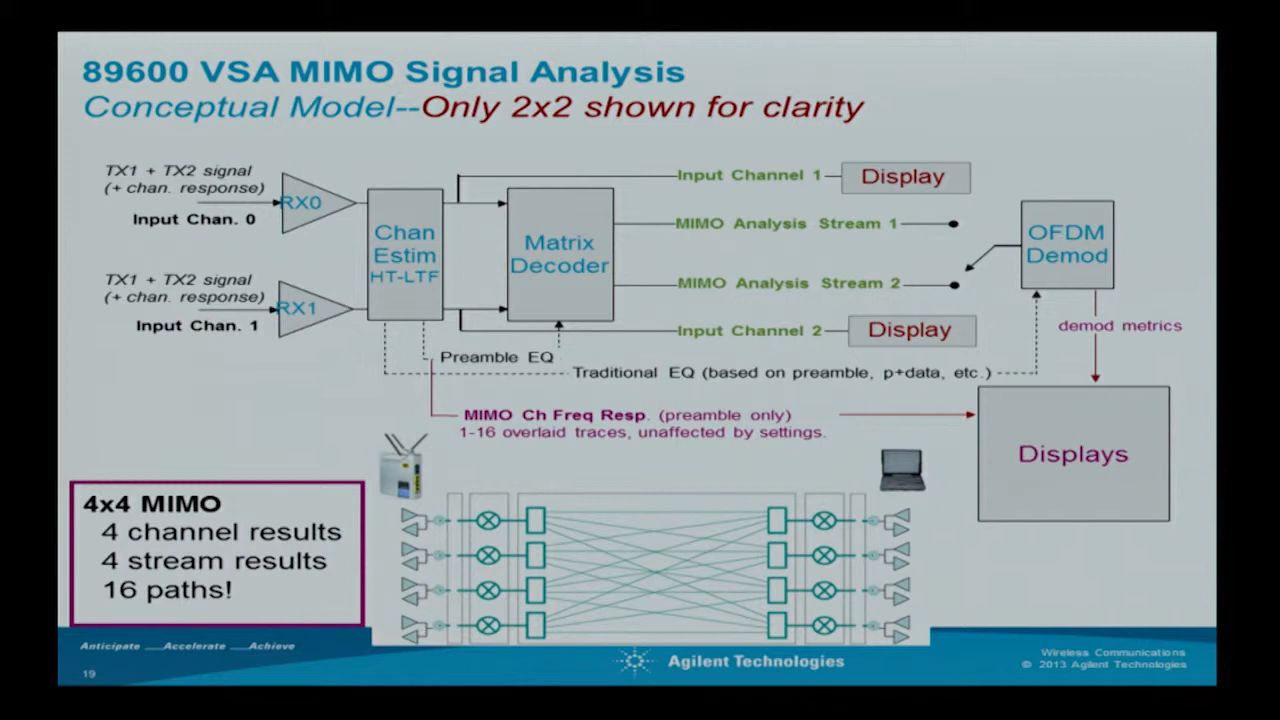 89600 VSA MIMO Signal Analysis
Conceptual Model--Only 2x2 shown for clarity
TX1 + TX2 signal
(+ chan. response)
Input Chan. 0
RX0
TX1 + TX2 signal
(+ chan. response)
Input Chan. 1
RX1
Chan
Estim
HT-LTF
Matrix
Decoder
Input Channel 1
Display
MIMO Analysis Stream 1
MIMO Analysis Stream 2
Input Channel 2
Display
OFDM
Demod
demod metrics
Preamble EQ
Traditional EQ (based on preamble, p+data, etc.)
MIMO Ch Freq Resp. (preamble only)
1-16 overlaid traces, unaffected by settings.
Displays
4x4 MIMO
4 channel results
4 stream results
16 paths!
Anticipate __Accelerate __Achieve
19
Agilent Technologies
Wireless Communications
© 2013 Agilent Technologies